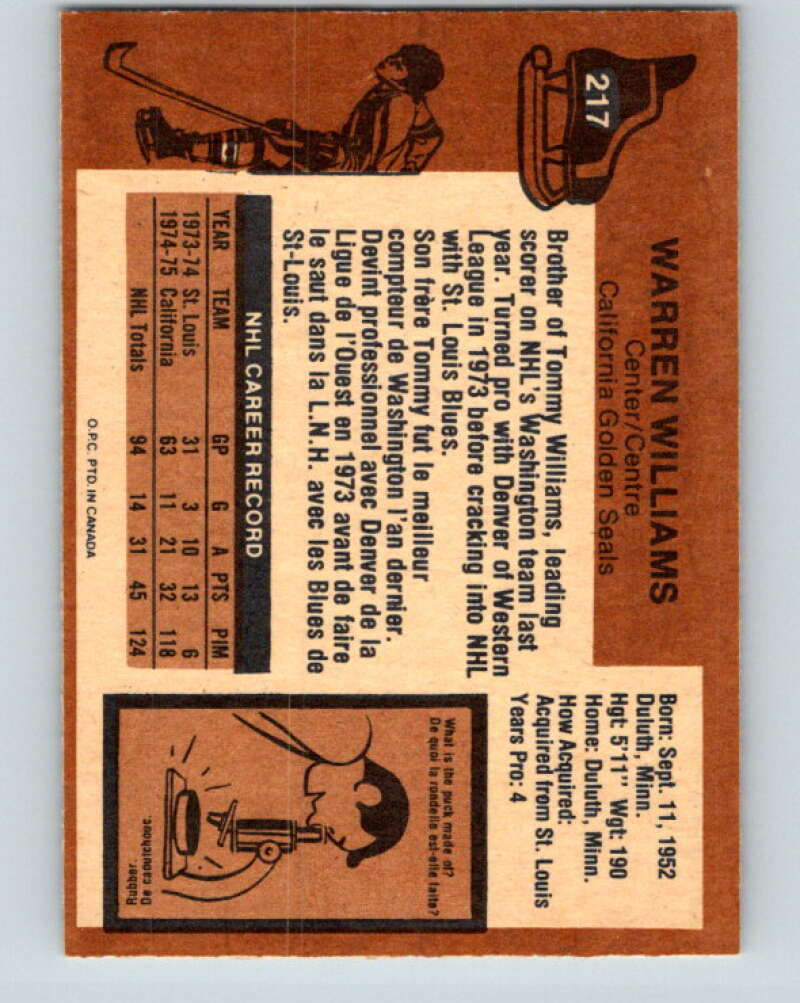 217
WARREN WILLIAMS
Center/Centre
California Golden Seals
Born: Sept. 11, 1952
Duluth, Minn.
Hgt: 5'11" Wgt: 190
Home: Duluth, Minn.
How Acquired:
Acquired from St. Louis
Years Pro: 4
Brother of Tommy Williams, leading
scorer on NHL's Washington team last
year. Turned pro with Denver of Western
League in 1973 before cracking into NHL
with St. Louis Blues.
Son frère Tommy fut le meilleur
compteur de Washington l'an dernier.
Devint professionnel avec Denver de la
Ligue de l'Ouest en 1973 avant de faire
le saut dans la L.N.H. avec les Blues de
St-Louis.
NHL CAREER RECORD
YEAR TEAM GP G A PTS PIM
1973-74 St. Louis 31 3 10 13 6
1974-75 California 63 11 21 32 118
NHL Totals 94 14 31 45 124
What is the puck made of?
De quoi la rondelle est-elle faite?
Rubber.
De caoutchouc.
O.P.C. PTD. IN CANADA